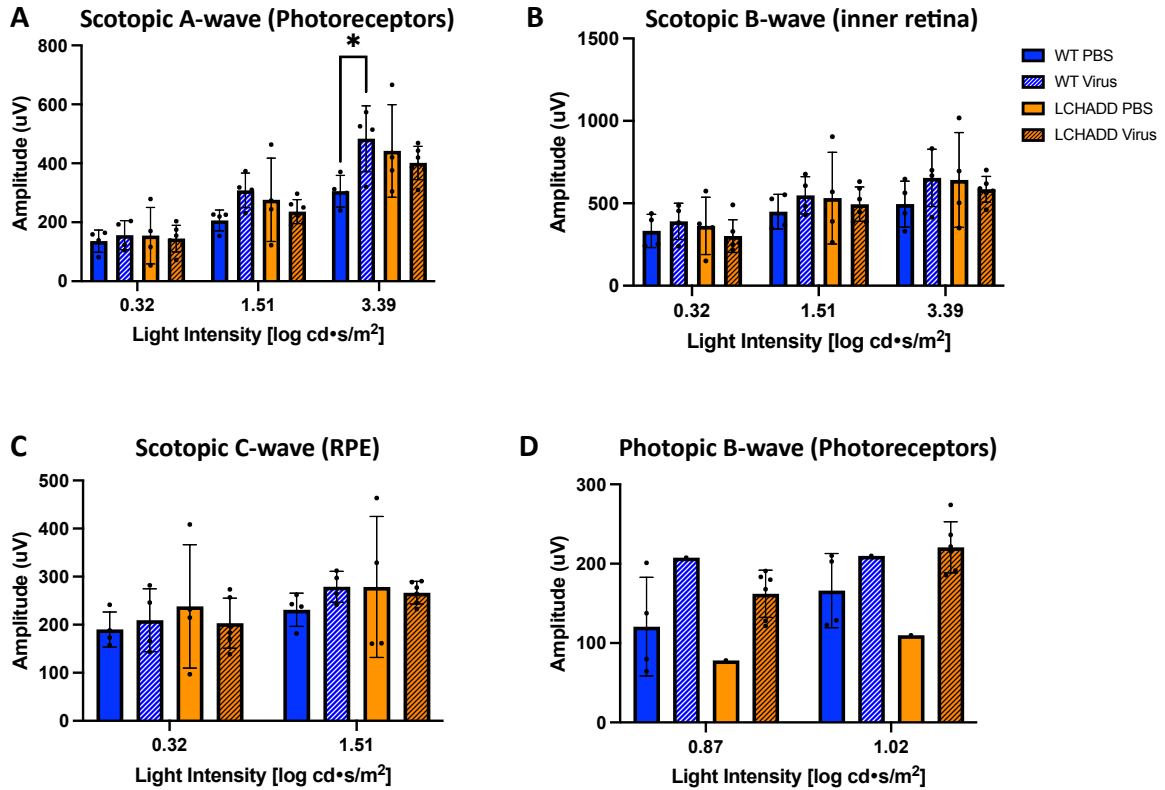 A
Scotopic A-wave (Photoreceptors)
Amplitude (uV)
800
600
400
200
0
*
0.32
1.51
3.39
Light Intensity [log cd•s/m²]
B
Scotopic B-wave (inner retina)
Amplitude (uV)
1500
1000
500
0
0.32
1.51
3.39
Light Intensity [log cd•s/m²]
WT PBS
WT Virus
LCHADD PBS
LCHADD Virus
C
Scotopic C-wave (RPE)
Amplitude (uV)
500
400
300
200
100
0
0.32
1.51
Light Intensity [log cd•s/m²]
D
Photopic B-wave (Photoreceptors)
Amplitude (uV)
300
200
100
0
0.87
1.02
Light Intensity [log cd•s/m²]